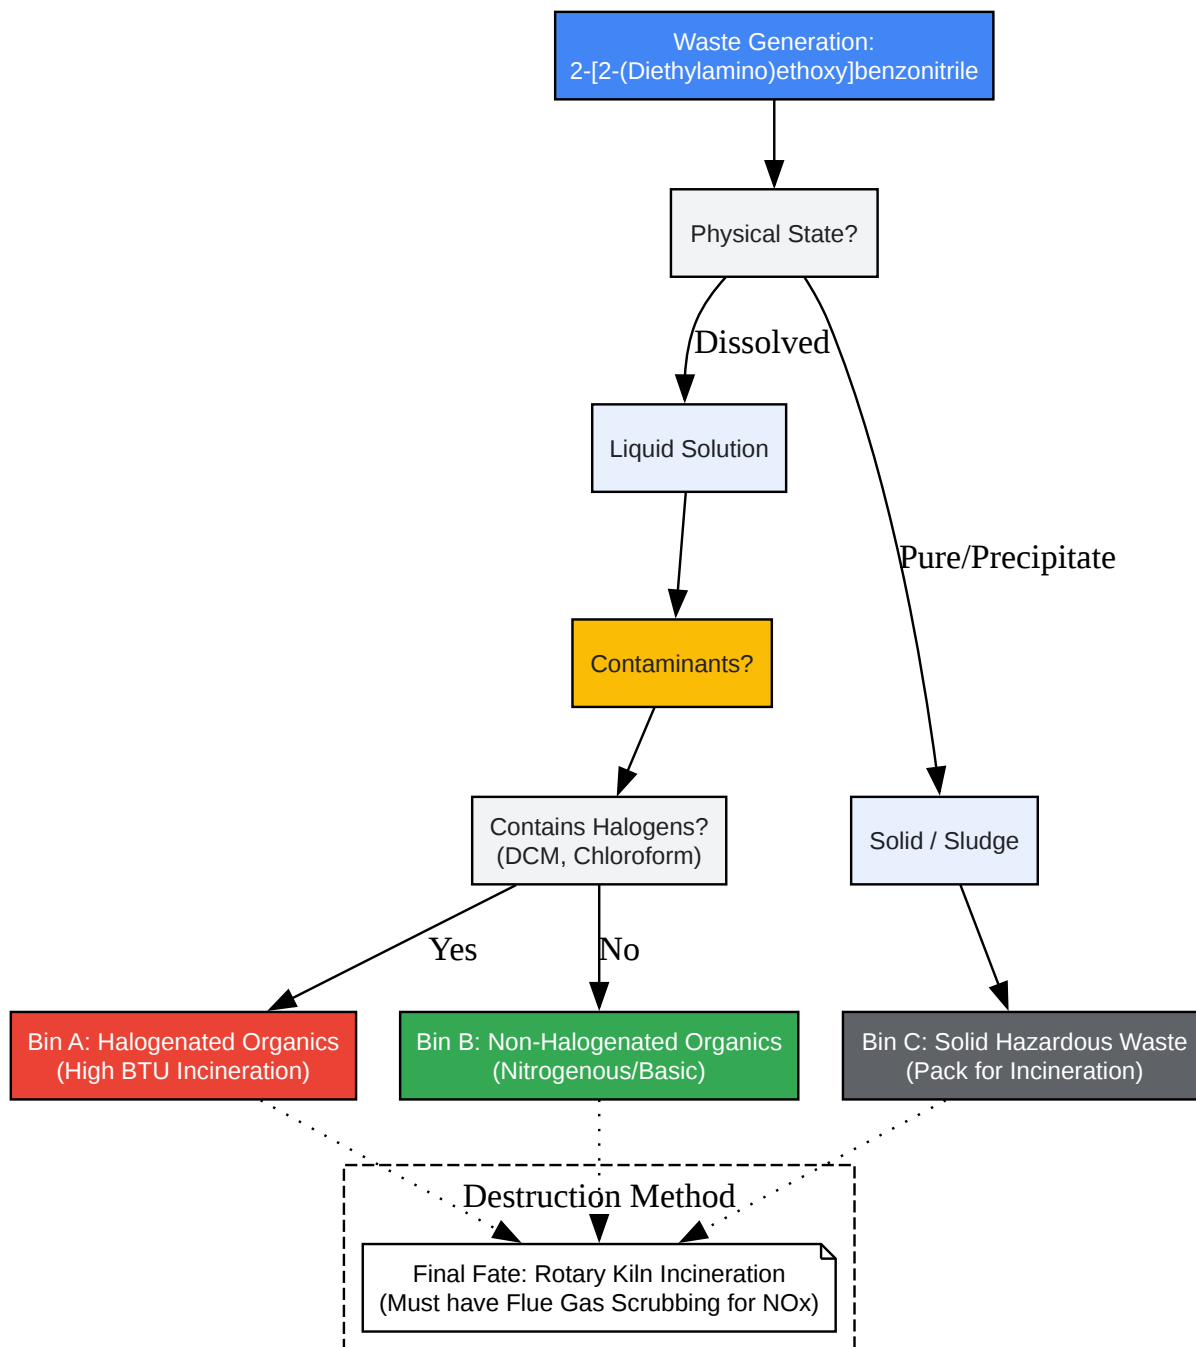 Waste Generation:
2-[2-(Diethylamino)ethoxy]benzonitrile
Physical State?
Dissolved
Liquid Solution
Pure/Precipitate
Contaminants?
Contains Halogens?
(DCM, Chloroform)
Solid / Sludge
Yes
No
Bin A: Halogenated Organics
(High BTU Incineration)
Bin B: Non-Halogenated Organics
(Nitrogenous/Basic)
Bin C: Solid Hazardous Waste
(Pack for Incineration)
Destruction Method
Final Fate: Rotary Kiln Incineration
(Must have Flue Gas Scrubbing for NOx)